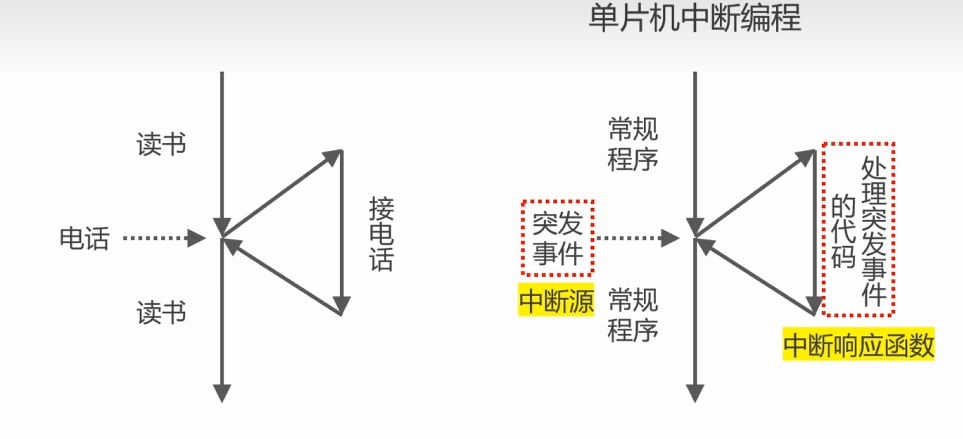 单片机中断编程
读书
电话
接电话
读书
常规
程序
突发
事件
中断源
常规
程序
处理突发事件
的代码
中断响应函数